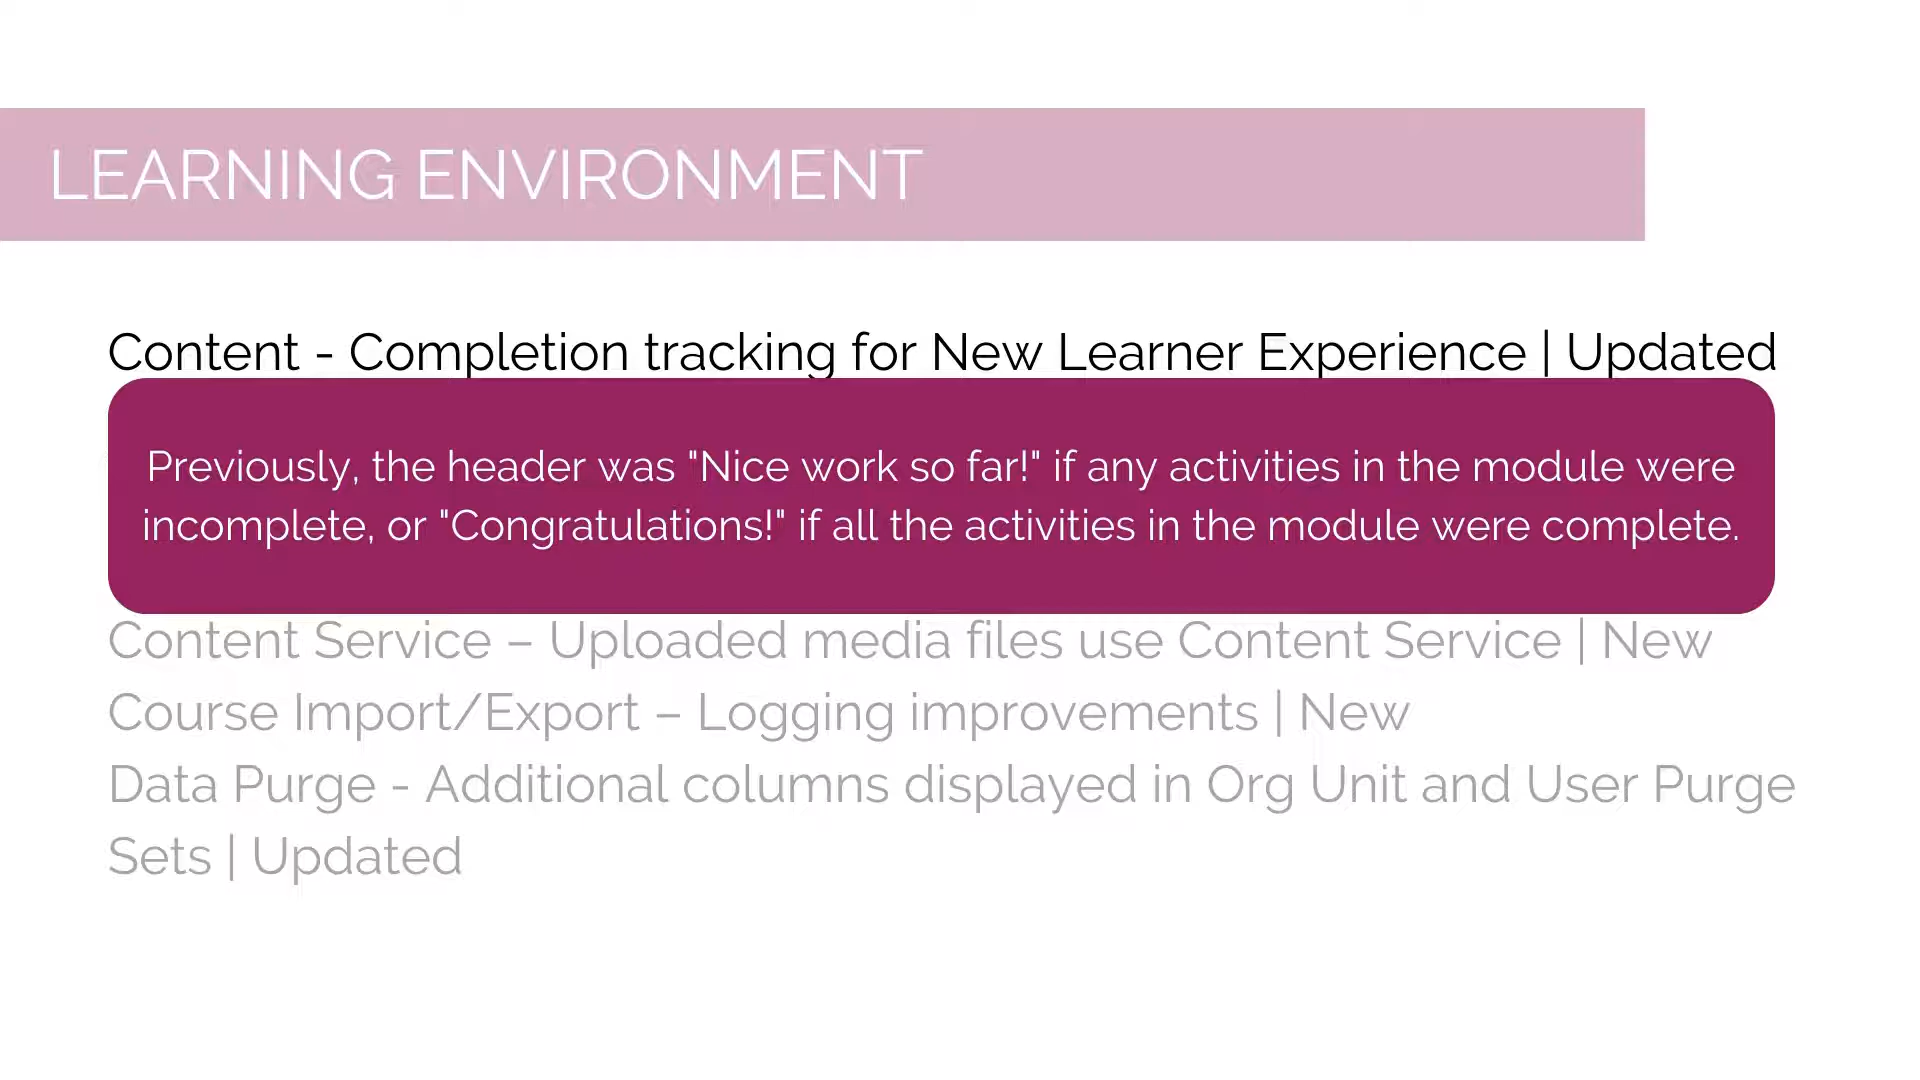 LEARNING ENVIRONMENT
Content - Completion tracking for New Learner Experience | Updated
Previously, the header was "Nice work so far!" if any activities in the module were
incomplete, or "Congratulations!" if all the activities in the module were complete.
Content Service – Uploaded media files use Content Service | New
Course Import/Export – Logging improvements | New
Data Purge - Additional columns displayed in Org Unit and User Purge
Sets | Updated